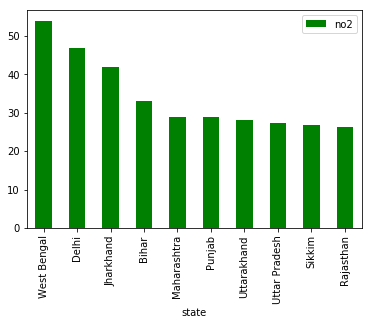 no2
50
40
30
20
10
0
West Bengal
Delhi
Jharkhand
Bihar
Maharashtra
Punjab
Uttarakhand
Uttar Pradesh
Sikkim
Rajasthan
state